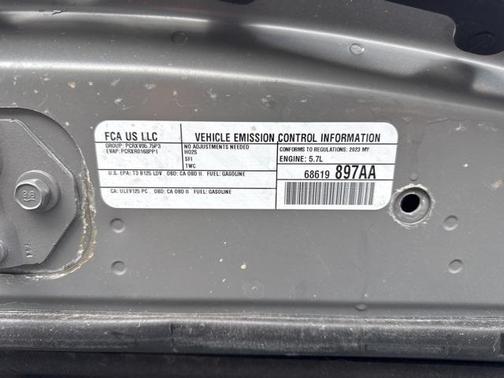 FCA US LLC
VEHICLE EMISSION CONTROL INFORMATION
GROUP: PCRXV05.75P3
EVAP: PCRXR0168PP1
NO ADJUSTMENTS NEEDED
HO2S
SFI
TWC
CONFORMS TO REGULATIONS: 2023 MY
ENGINE: 5.7L
U.S. EPA: T3 B125 LDV OBD: CA OBD II FUEL: GASOLINE
68619 897AA
CA: ULEV125 PC OBD: CA OBD II FUEL: GASOLINE